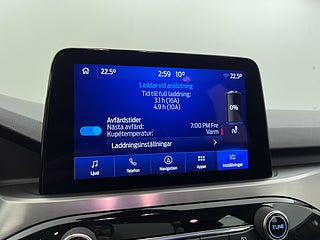 22.5° 2:59 10° 22.5°
Laddar vid anslutning
Tid till full laddning:
3.1 h (16A)
4.9 h (10A)
0%
Avfärdstider
Nästa avfärd: 7:00 PM Fre
Kupétemperatur: Varm
Laddningsinställningar
Ljud Telefon Navigation Appar Inställningar
TUNE